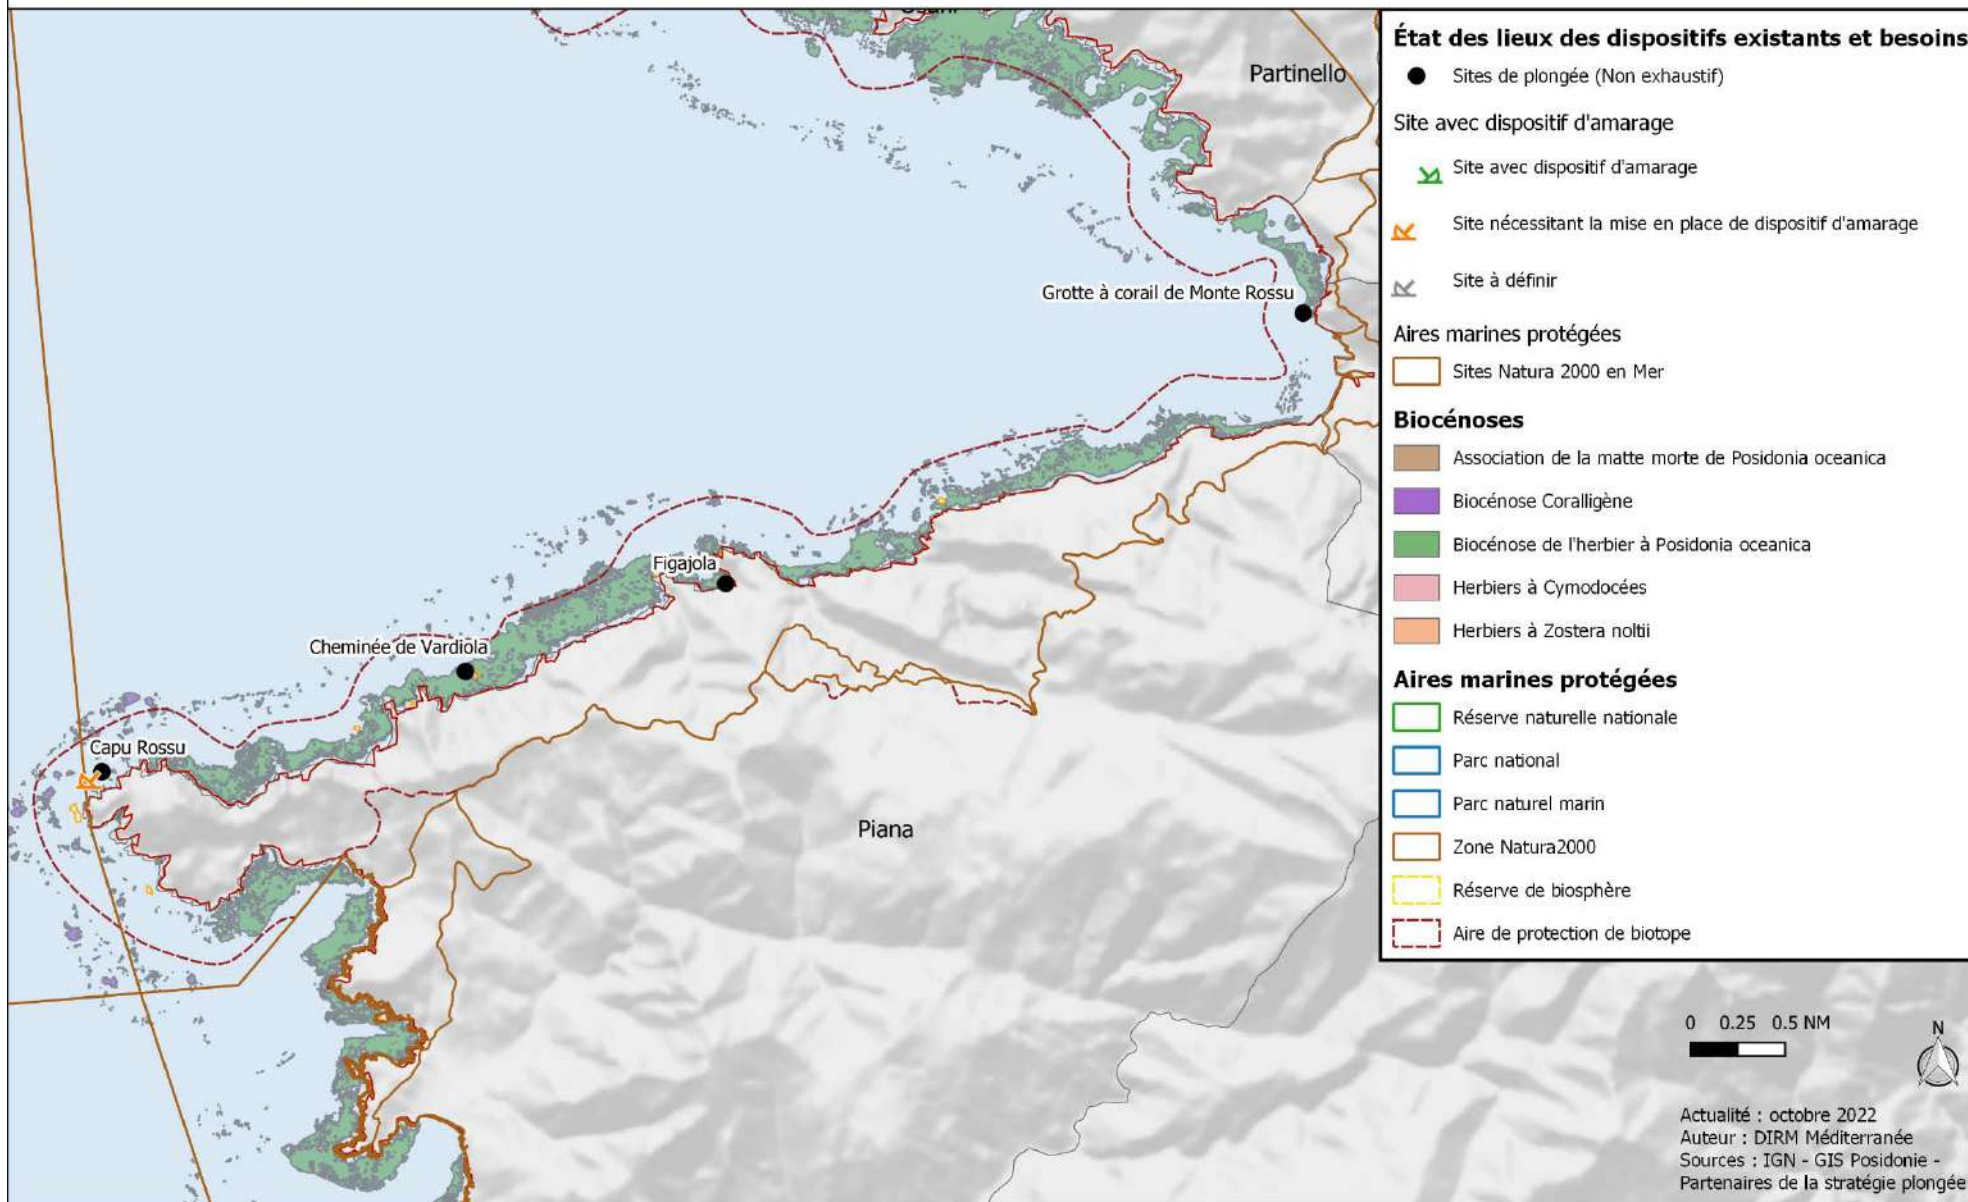 Partinello
Grotte à corail de Monte Rossu
Figajola
Cheminée de Vardiola
Capu Rossu
Piana
État des lieux des dispositifs existants et besoins
Sites de plongée (Non exhaustif)
Site avec dispositif d'amarage
Site avec dispositif d'amarage
Site nécessitant la mise en place de dispositif d'amarage
Site à définir
Aires marines protégées
Sites Natura 2000 en Mer
Biocénoses
Association de la matte morte de Posidonia oceanica
Biocénose Coralligène
Biocénose de l'herbier à Posidonia oceanica
Herbiers à Cymodocées
Herbiers à Zostera noltii
Aires marines protégées
Réserve naturelle nationale
Parc national
Parc naturel marin
Zone Natura2000
Réserve de biosphère
Aire de protection de biotope
0 0.25 0.5 NM
N
Actualité : octobre 2022
Auteur : DIRM Méditerranée
Sources : IGN - GIS Posidonie -
Partenaires de la stratégie plongée